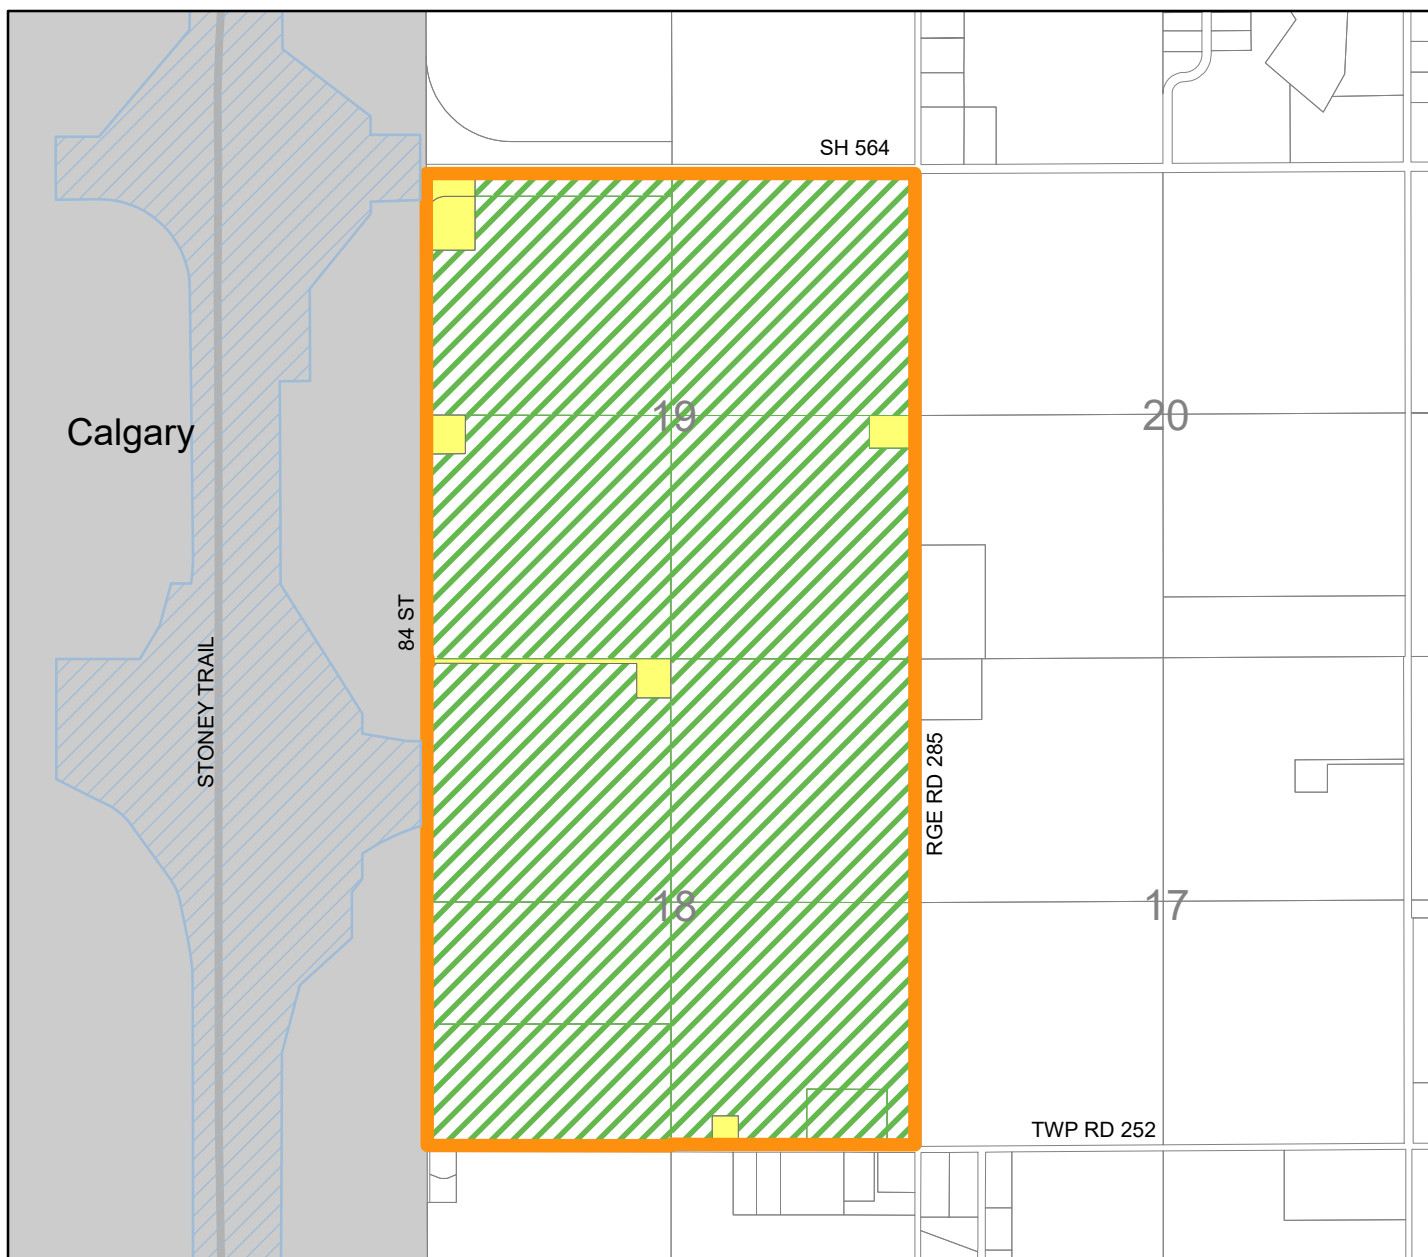 SH 564
19
20
Calgary
84 ST
STONEY TRAIL
RGE RD 285
18
17
TWP RD 252